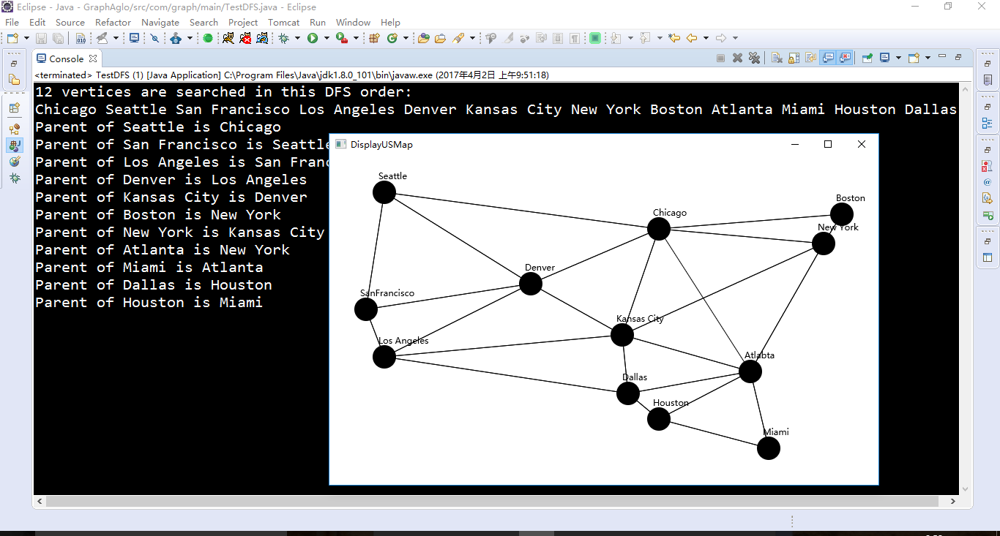 Eclipse - Java - GraphAglo/src/com/graph/main/TestDFS.java - Eclipse
File Edit Source Refactor Navigate Search Project Tomcat Run Window Help
Console
<terminated> TestDFS (1) [Java Application] C:\Program Files\Java\jdk1.8.0_101\bin\javaw.exe (2017年4月2日 上午9:51:18)
12 vertices are searched in this DFS order:
Chicago Seattle San Francisco Los Angeles Denver Kansas City New York Boston Atlanta Miami Houston Dallas
Parent of Seattle is Chicago
Parent of San Francisco is Seattle
Parent of Los Angeles is San Franc
Parent of Denver is Los Angeles
Parent of Kansas City is Denver
Parent of Boston is New York
Parent of New York is Kansas City
Parent of Atlanta is New York
Parent of Miami is Atlanta
Parent of Dallas is Houston
Parent of Houston is Miami
DisplayUSMap
Seattle
Boston
Chicago
New York
Denver
SanFrancisco
Kansas City
Los Angeles
Atlabta
Dallas
Houston
Miami